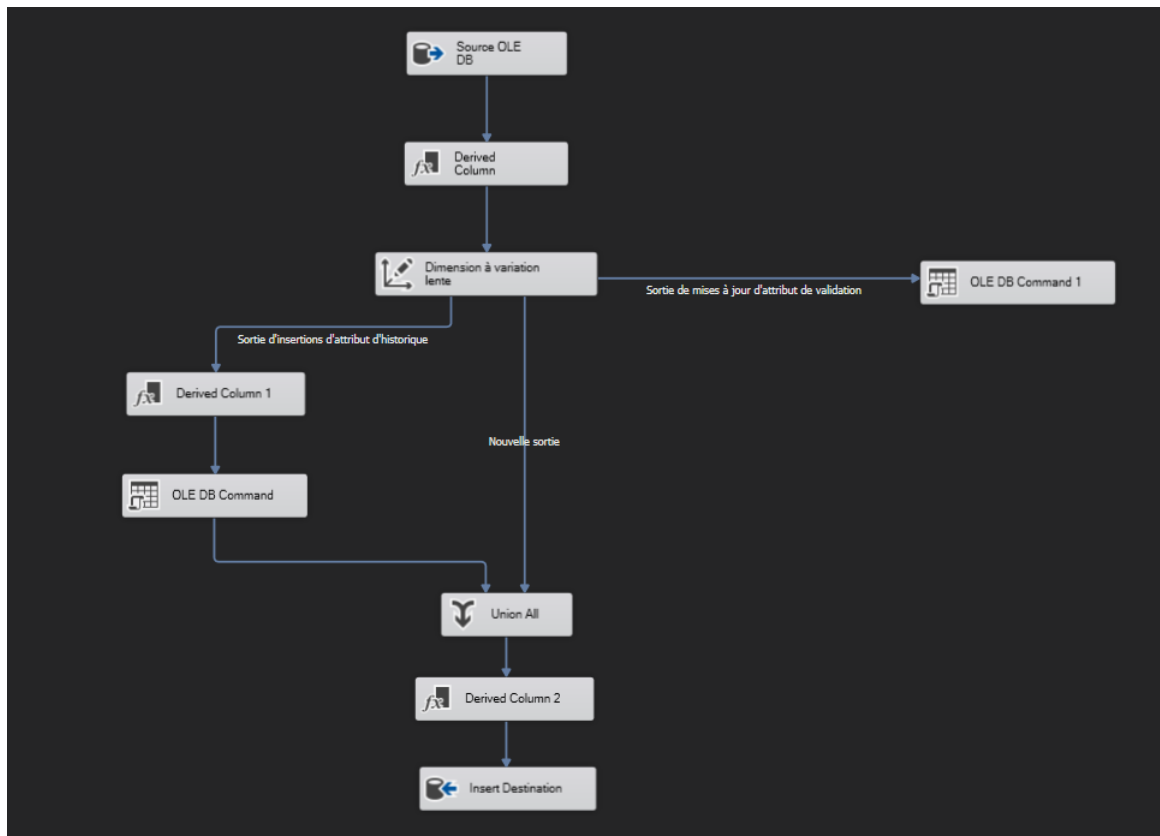 Source OLE
DB
Derived
Column
Dimension à variation
lente
Sortie de mises à jour d'attribut de validation
OLE DB Command 1
Sortie d'insertions d'attribut d'historique
Derived Column 1
Nouvelle sortie
OLE DB Command
Union All
Derived Column 2
Insert Destination